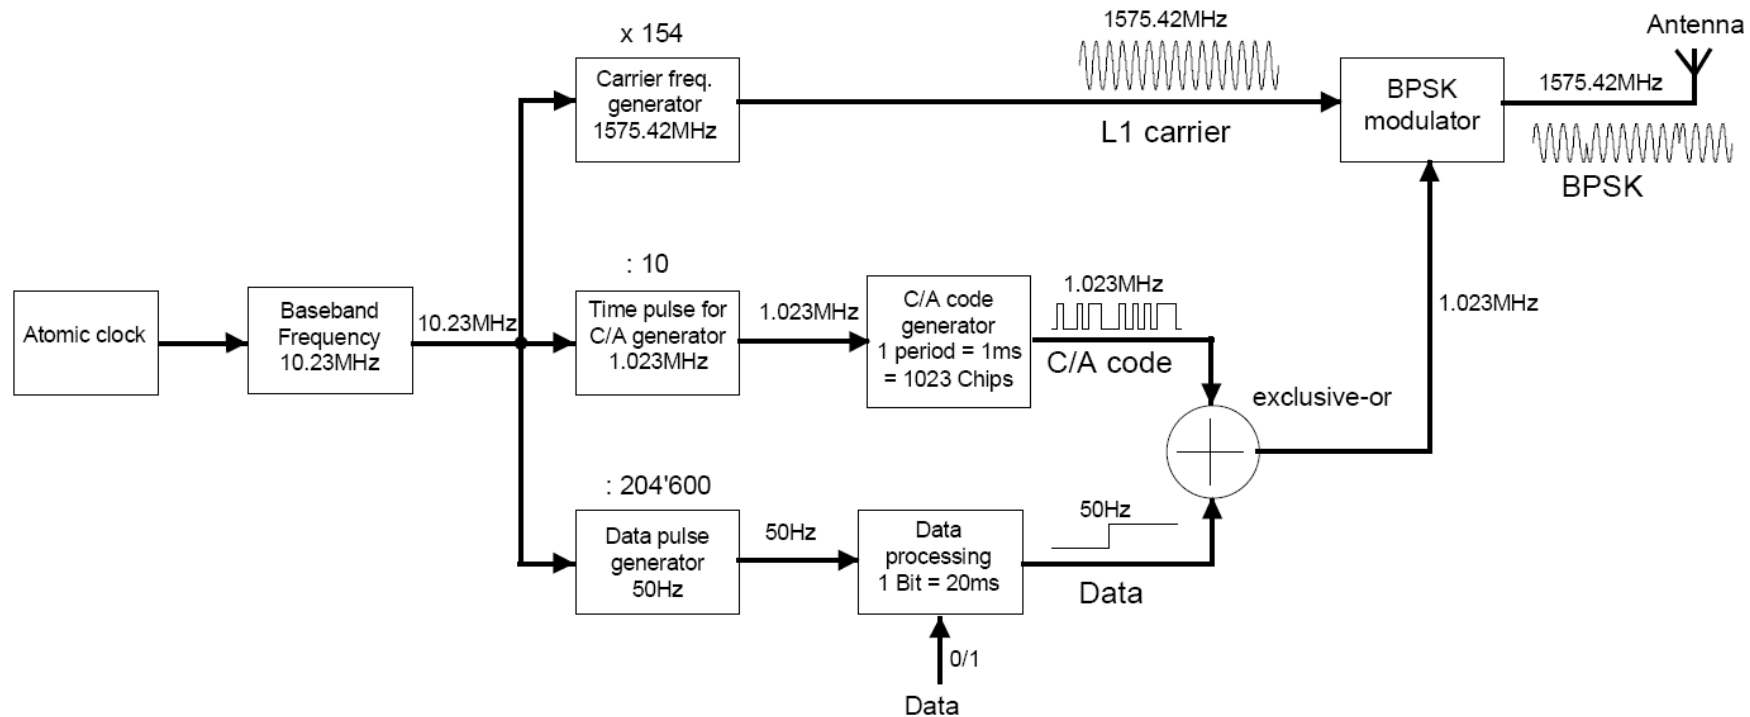 x 154
Carrier freq.
generator
1575.42MHz
1575.42MHz
L1 carrier
BPSK
modulator
Antenna
1575.42MHz
BPSK
Atomic clock
Baseband
Frequency
10.23MHz
10.23MHz
: 10
Time pulse for
C/A generator
1.023MHz
1.023MHz
C/A code
generator
1 period = 1ms
= 1023 Chips
1.023MHz
C/A code
exclusive-or
1.023MHz
: 204'600
Data pulse
generator
50Hz
50Hz
Data
processing
1 Bit = 20ms
50Hz
Data
0/1
Data